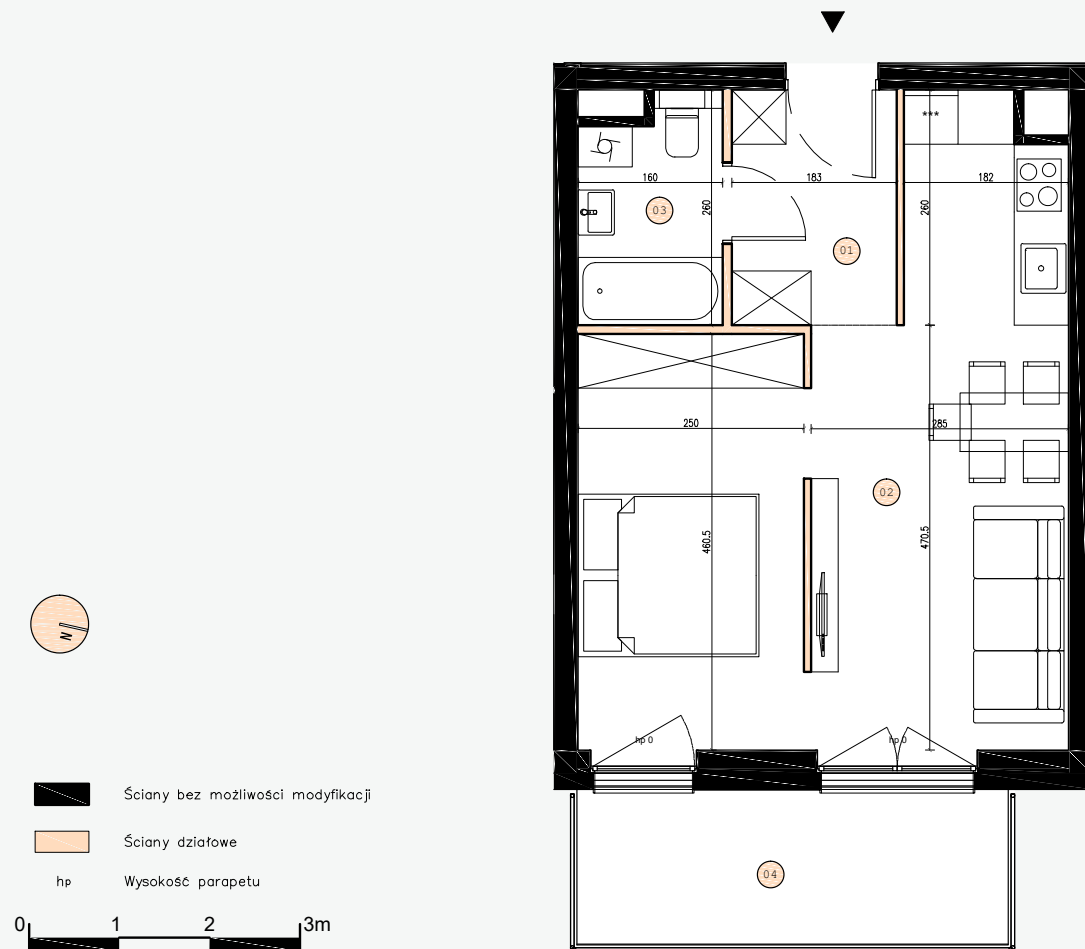 ***
160
183
182
03
260
260
01
250
285
02
460.5
470.5
N
hp 0
hp 0
Ściany bez możliwości modyfikacji
Ściany działowe
hp Wysokość parapetu
04
0 1 2 3m